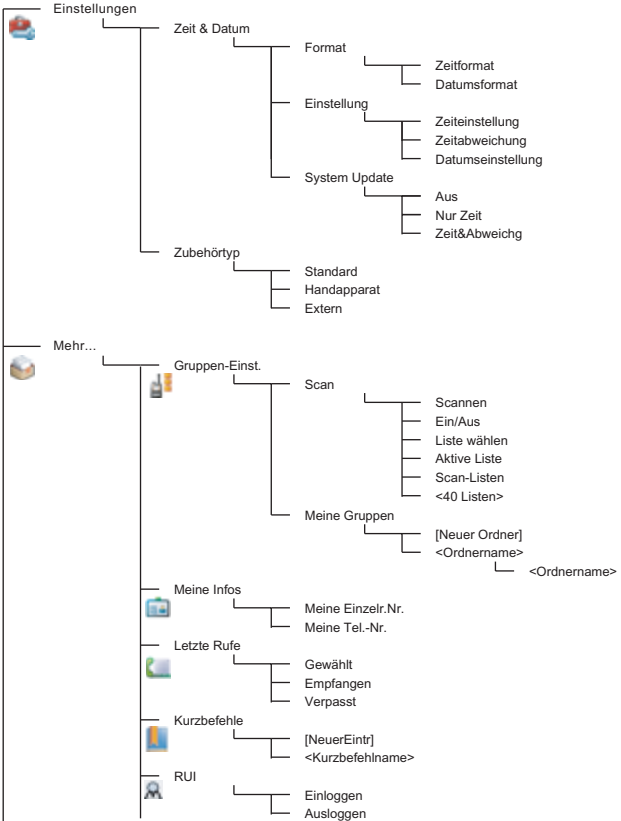 Einstellungen
Zeit & Datum
Format
Zeitformat
Datumsformat
Einstellung
Zeiteinstellung
Zeitabweichung
Datumseinstellung
System Update
Aus
Nur Zeit
Zeit&Abweichg
Zubehörtyp
Standard
Handapparat
Extern
Mehr...
Gruppen-Einst.
Scan
Scannen
Ein/Aus
Liste wählen
Aktive Liste
Scan-Listen
<40 Listen>
Meine Gruppen
[Neuer Ordner]
<Ordnername>
<Ordnername>
Meine Infos
Meine Einzelr.Nr.
Meine Tel.-Nr.
Letzte Rufe
Gewählt
Empfangen
Verpasst
Kurzbefehle
[NeuerEintr]
<Kurzbefehlname>
RUI
Einloggen
Ausloggen